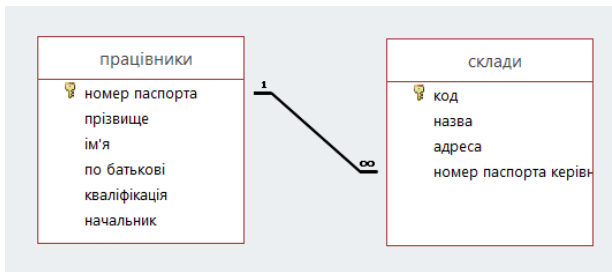 працівники
номер паспорта
прізвище
ім'я
по батькові
кваліфікація
начальник
1
∞
склади
код
назва
адреса
номер паспорта керівн